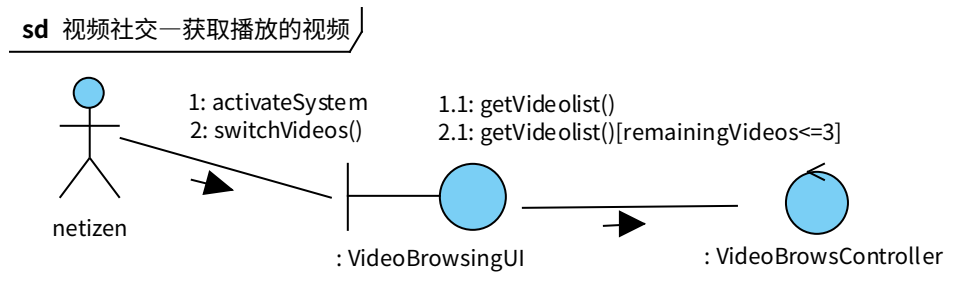 sd 视频社交—获取播放的视频
1: activateSystem
2: switchVideos()
1.1: getVideolist()
2.1: getVideolist()[remainingVideos<=3]
netizen
: VideoBrowsingUI
: VideoBrowsController